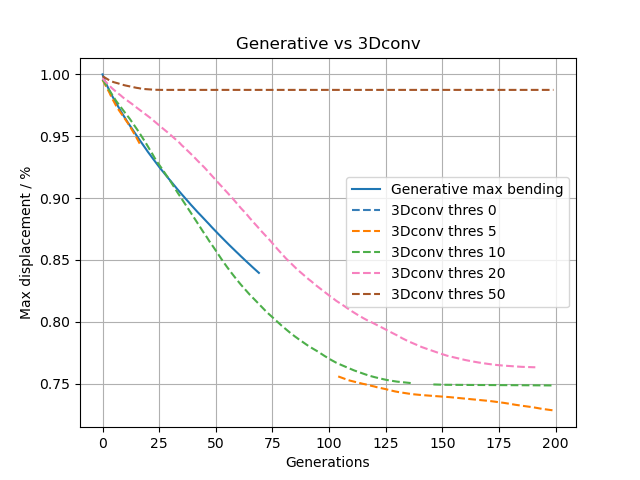 Generative vs 3Dconv
1.00
0.95
0.90
0.85
0.80
0.75
Max displacement / %
Generative max bending
3Dconv thres 0
3Dconv thres 5
3Dconv thres 10
3Dconv thres 20
3Dconv thres 50
0 25 50 75 100 125 150 175 200
Generations